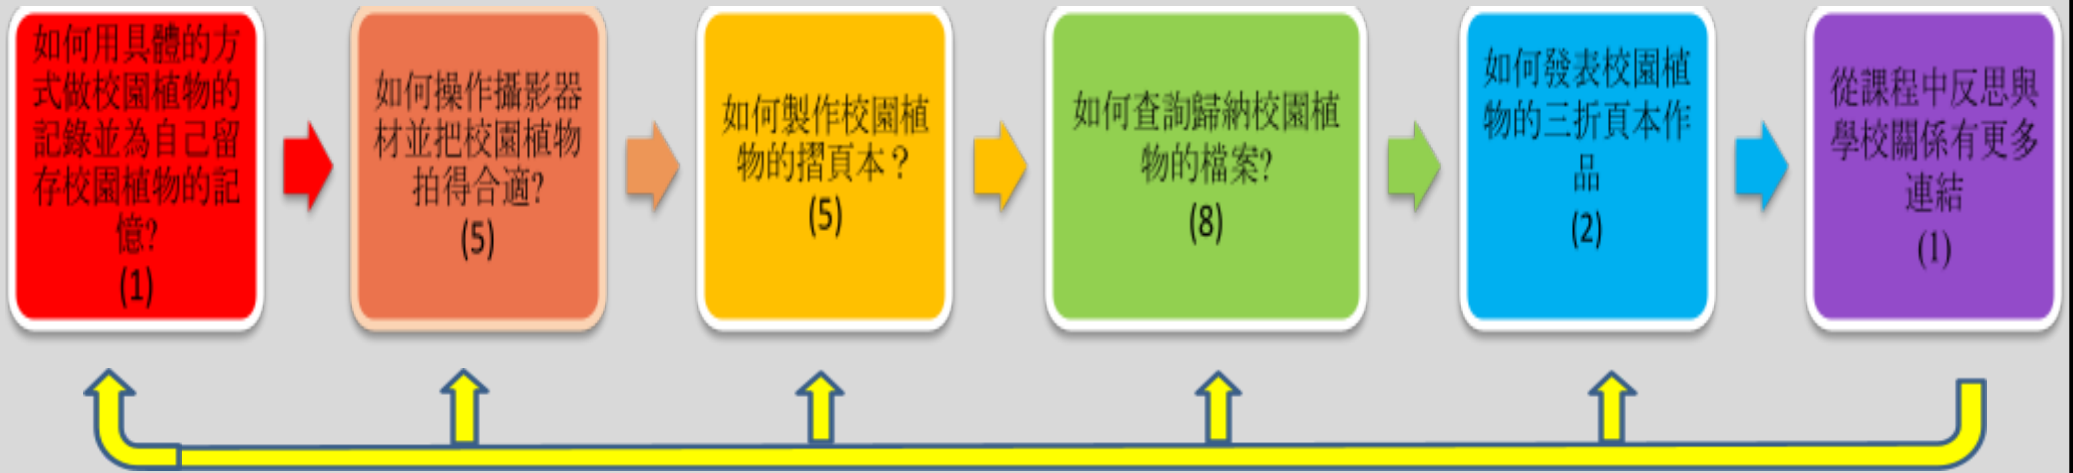 如何用具體的方
式做校園植物的
記錄並為自己留
存校園植物的記
憶?
(1)
如何操作攝影器
材並把校園植物
拍得合適?
(5)
如何製作校園植
物的摺頁本？
(5)
如何查詢歸納校園植
物的檔案?
(8)
如何發表校園植
物的三折頁本作
品
(2)
從課程中反思與
學校關係有更多
連結
(1)